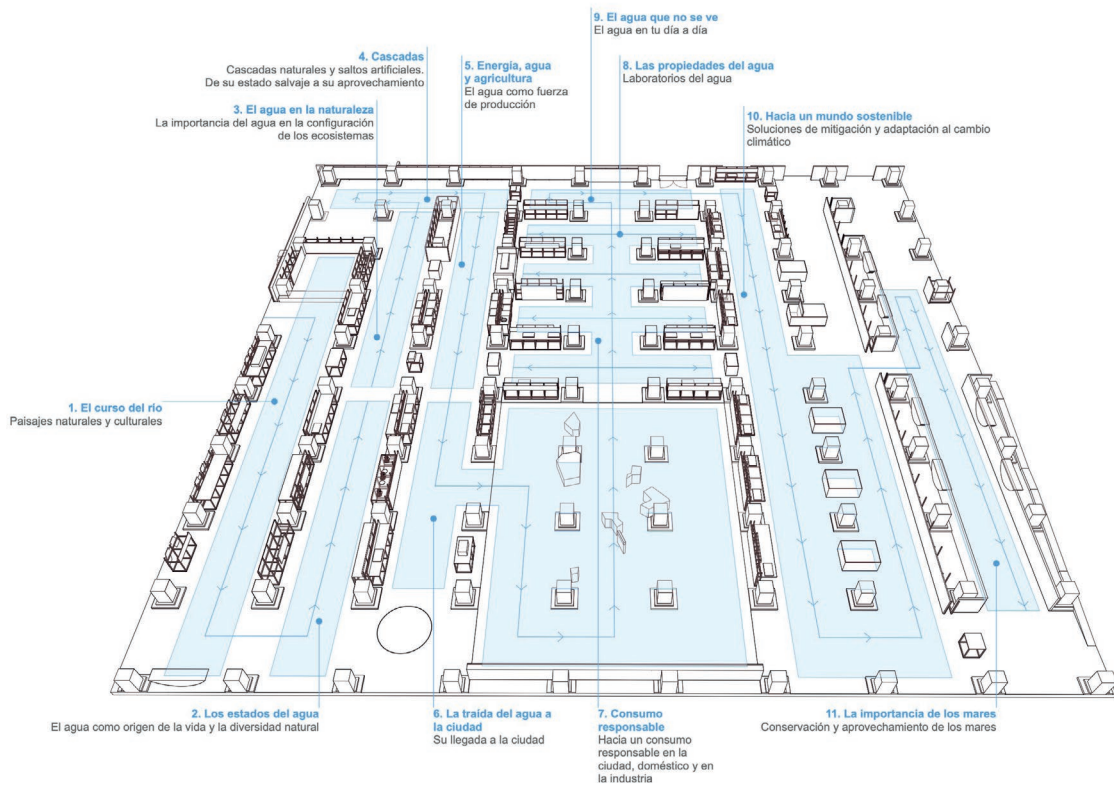 9. El agua que no se ve
El agua en tu día a día
4. Cascadas
Cascadas naturales y saltos artificiales.
De su estado salvaje a su aprovechamiento
5. Energía, agua
y agricultura
El agua como fuerza
de producción
8. Las propiedades del agua
Laboratorios del agua
3. El agua en la naturaleza
La importancia del agua en la configuración
de los ecosistemas
10. Hacia un mundo sostenible
Soluciones de mitigación y adaptación al cambio
climático
1. El curso del río
Paisajes naturales y culturales
2. Los estados del agua
El agua como origen de la vida y la diversidad natural
6. La traída del agua a
la ciudad
Su llegada a la ciudad
7. Consumo
responsable
Hacia un consumo
responsable en la
ciudad, doméstico y en
la industria
11. La importancia de los mares
Conservación y aprovechamiento de los mares